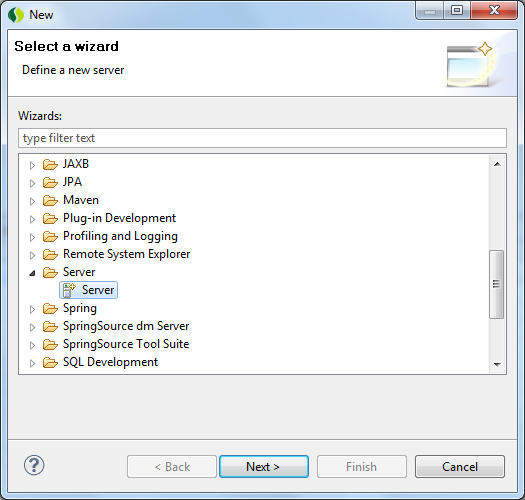 New
Select a wizard
Define a new server
Wizards:
type filter text
JAXB
JPA
Maven
Plug-in Development
Profiling and Logging
Remote System Explorer
Server
Server
Spring
SpringSource dm Server
SpringSource Tool Suite
SQL Development
?
< Back
Next >
Finish
Cancel